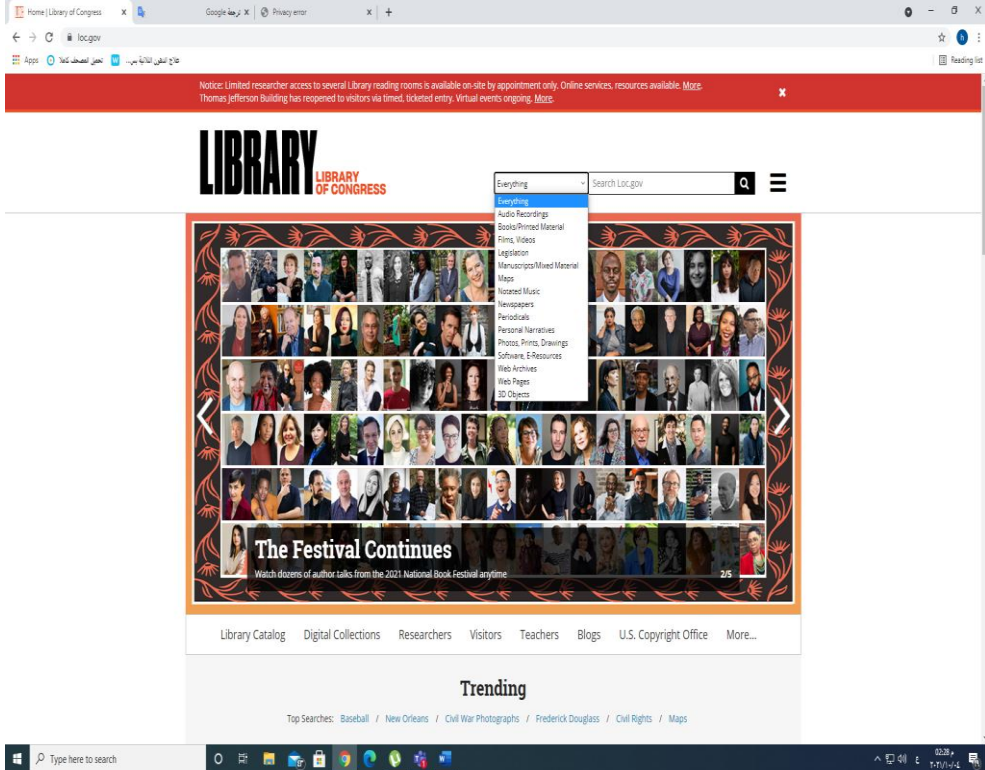 Home | Library of Congress
ترجمة Google
Privacy error
loc.gov
Apps
Reading list
Notice: Limited researcher access to several Library reading rooms is available on-site by appointment only. Online services, resources available. More.
Thomas Jefferson Building has reopened to visitors via timed, ticketed entry. Virtual events ongoing. More.
LIBRARY
LIBRARY
OF CONGRESS
Everything
Search Loc.gov
Everything
Audio Recordings
Books/Printed Material
Films, Videos
Legislation
Manuscripts/Mixed Material
Maps
Notated Music
Newspapers
Periodicals
Personal Narratives
Photos, Prints, Drawings
Software, E-Resources
Web Archives
Web Pages
3D Objects
The Festival Continues
Watch dozens of author talks from the 2021 National Book Festival anytime
2/5
Library Catalog Digital Collections Researchers Visitors Teachers Blogs U.S. Copyright Office More...
Trending
Top Searches: Baseball / New Orleans / Civil War Photographs / Frederick Douglass / Civil Rights / Maps
Type here to search
02:28 م